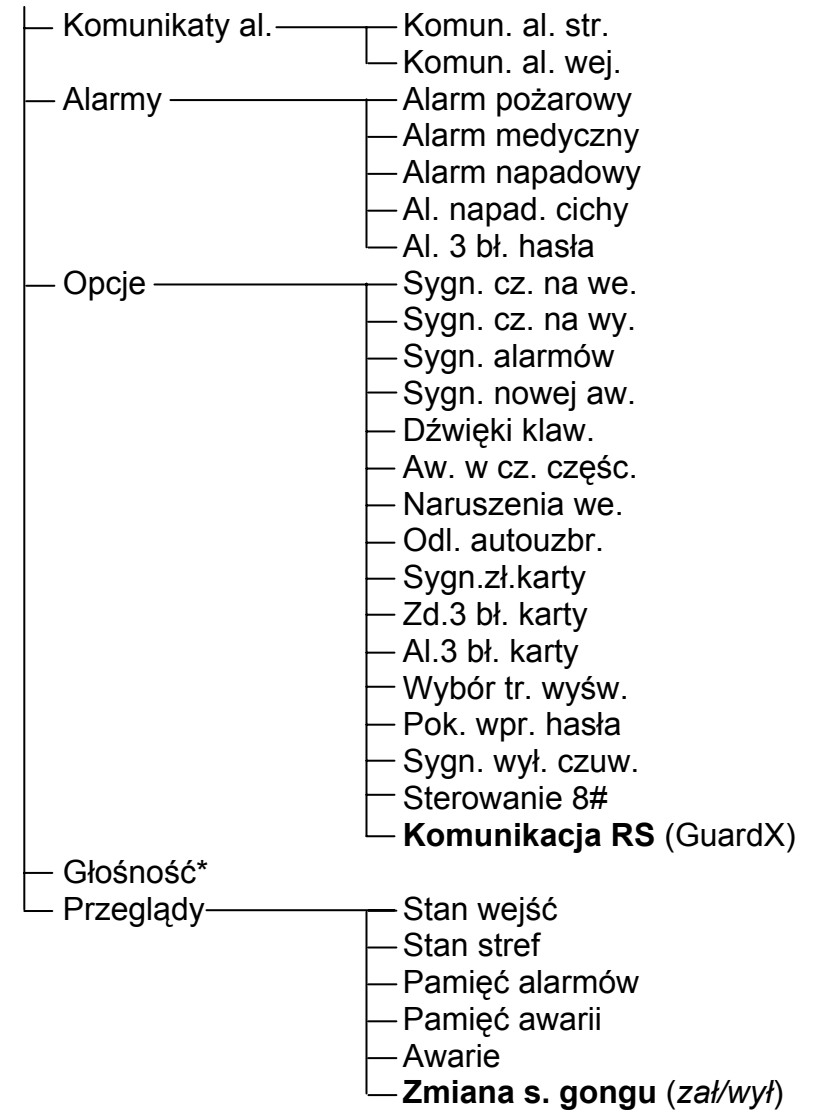 Komunikaty al. Komun. al. str.
Komun. al. wej.
Alarmy Alarm pożarowy
Alarm medyczny
Alarm napadowy
Al. napad. cichy
Al. 3 bł. hasła
Opcje Sygn. cz. na we.
Sygn. cz. na wy.
Sygn. alarmów
Sygn. nowej aw.
Dźwięki klaw.
Aw. w cz. częśc.
Naruszenia we.
Odl. autouzbr.
Sygn.zł.karty
Zd.3 bł. karty
Al.3 bł. karty
Wybór tr. wyśw.
Pok. wpr. hasła
Sygn. wył. czuw.
Sterowanie 8#
Komunikacja RS (GuardX)
Głośność*
Przeglądy Stan wejść
Stan stref
Pamięć alarmów
Pamięć awarii
Awarie
Zmiana s. gongu (zał/wył)